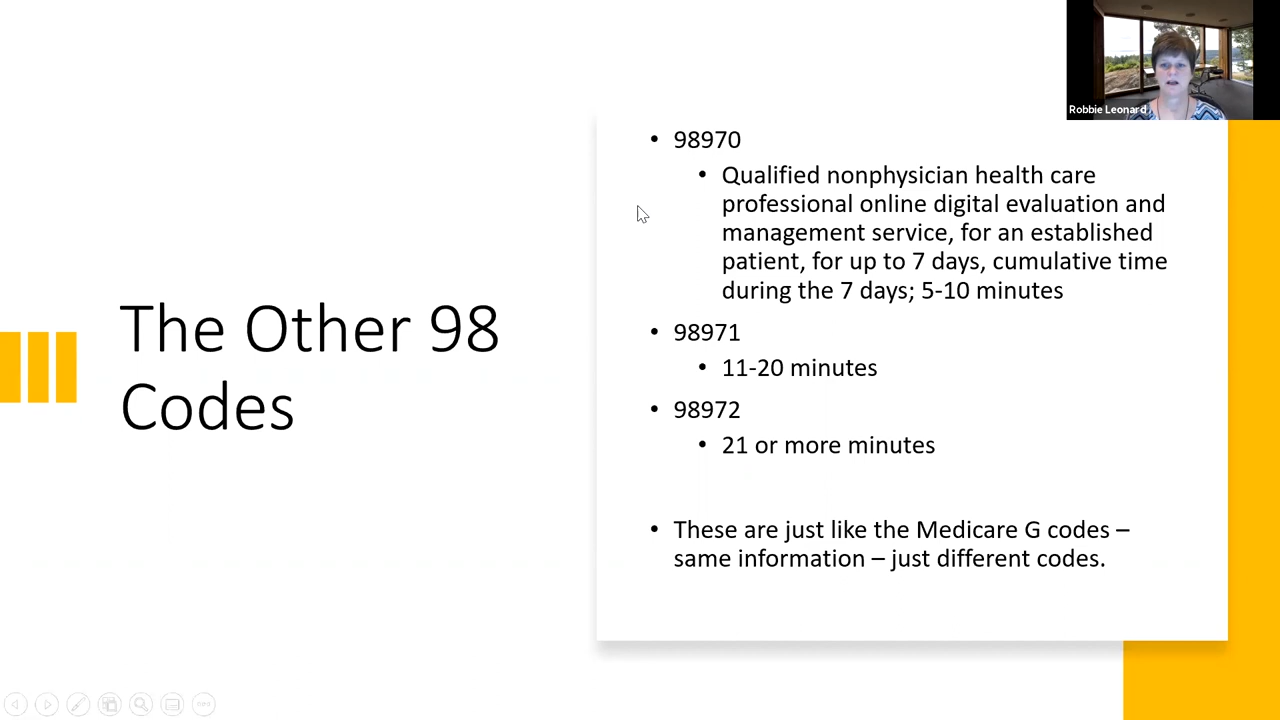 Robbie Leonard
The Other 98
Codes
• 98970
• Qualified nonphysician health care
professional online digital evaluation and
management service, for an established
patient, for up to 7 days, cumulative time
during the 7 days; 5-10 minutes
• 98971
• 11-20 minutes
• 98972
• 21 or more minutes
• These are just like the Medicare G codes –
same information – just different codes.